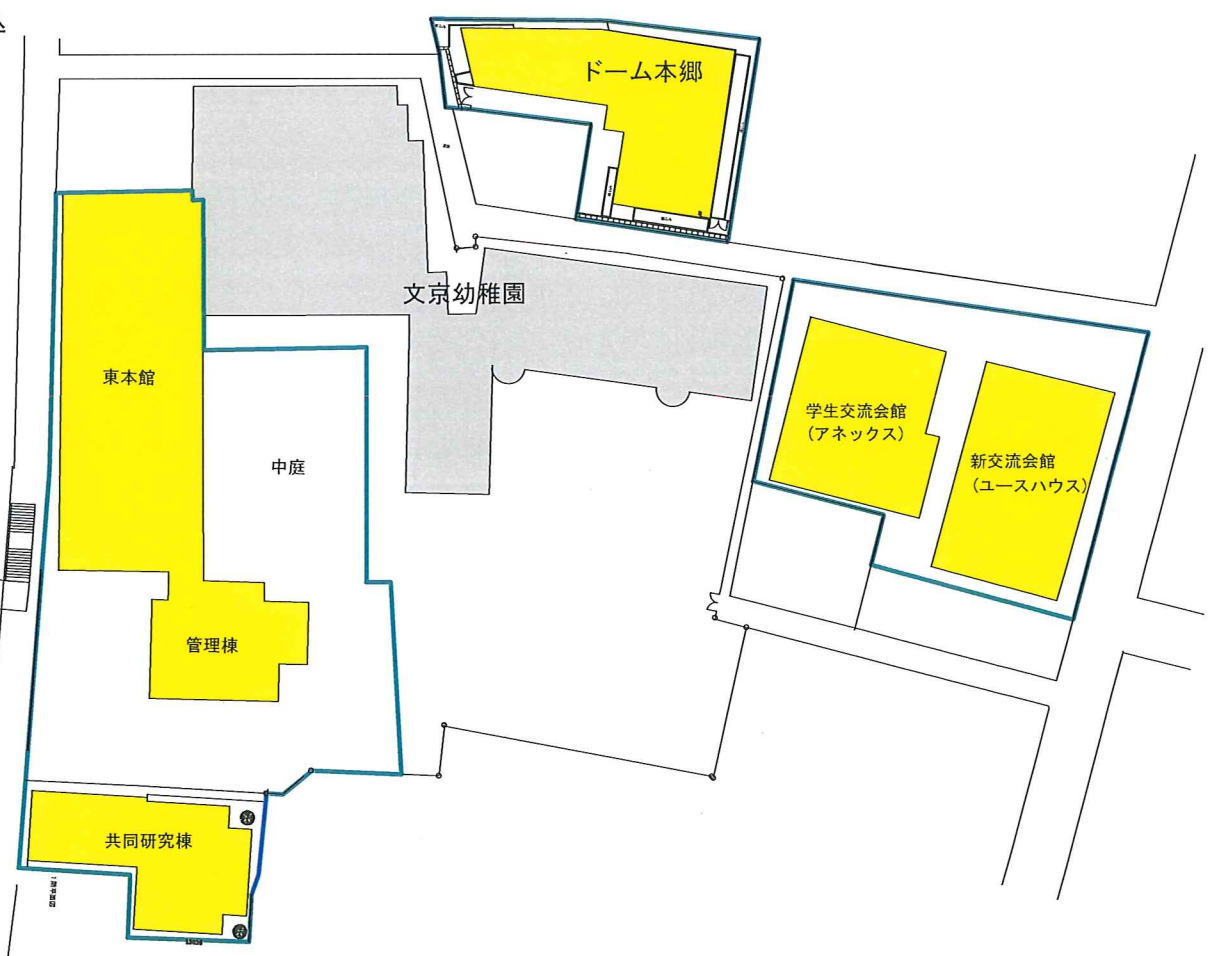 ドーム本郷
文京幼稚園
東本館
中庭
学生交流会館
(アネックス)
新交流会館
(ユースハウス)
管理棟
共同研究棟